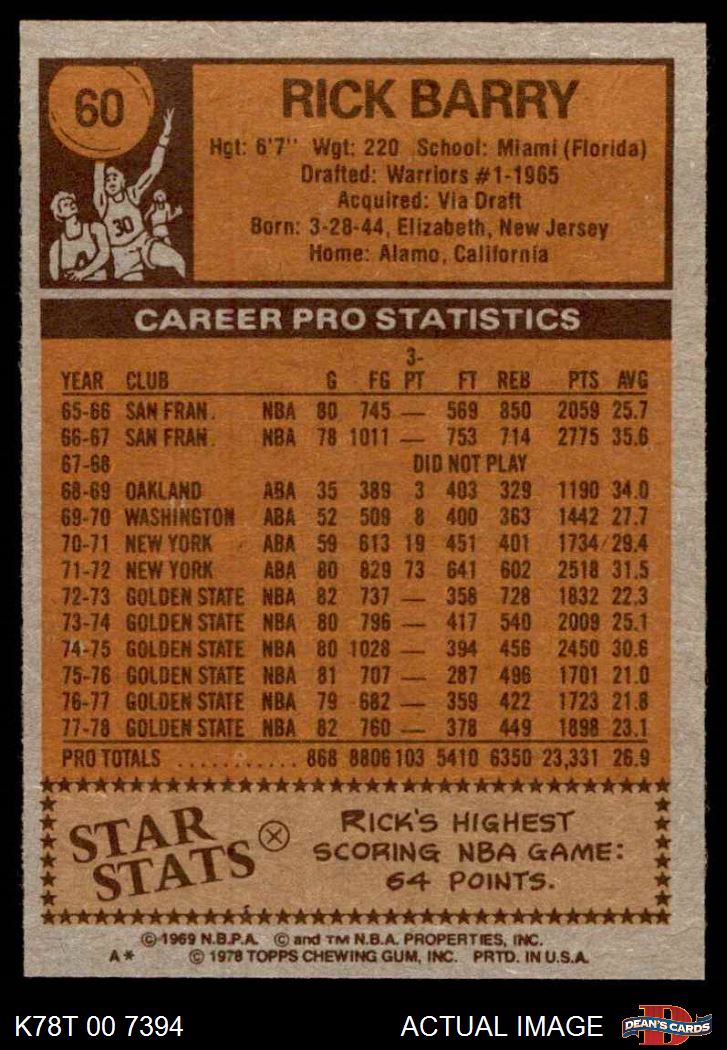 60
RICK BARRY
Hgt: 6'7" Wgt: 220 School: Miami (Florida)
Drafted: Warriors #1-1965
Acquired: Via Draft
Born: 3-28-44, Elizabeth, New Jersey
Home: Alamo, California
30
CAREER PRO STATISTICS
3-
YEAR CLUB G FG PT FT REB PTS AVG
65-66 SAN FRAN. NBA 80 745 — 569 850 2059 25.7
66-67 SAN FRAN. NBA 78 1011 — 753 714 2775 35.6
67-68 DID NOT PLAY
68-69 OAKLAND ABA 35 389 3 403 329 1190 34.0
69-70 WASHINGTON ABA 52 509 8 400 363 1442 27.7
70-71 NEW YORK ABA 59 613 19 451 401 1734 29.4
71-72 NEW YORK ABA 80 829 73 641 602 2518 31.5
72-73 GOLDEN STATE NBA 82 737 — 358 728 1832 22.3
73-74 GOLDEN STATE NBA 80 796 — 417 540 2009 25.1
74-75 GOLDEN STATE NBA 80 1028 — 394 456 2450 30.6
75-76 GOLDEN STATE NBA 81 707 — 287 496 1701 21.0
76-77 GOLDEN STATE NBA 79 682 — 359 422 1723 21.8
77-78 GOLDEN STATE NBA 82 760 — 378 449 1898 23.1
PRO TOTALS ........... 868 8806 103 5410 6350 23,331 26.9
STAR STATS
RICK'S HIGHEST
SCORING NBA GAME:
64 POINTS.
© 1969 N.B.P.A. © and TM N.B.A. PROPERTIES, INC.
A* © 1978 TOPPS CHEWING GUM, INC. PRTD. IN U.S.A.
K78T 00 7394 ACTUAL IMAGE
D
DEAN'S CARDS